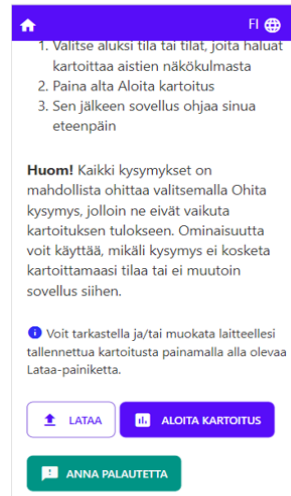 FI
1. Valitse aluksi tila tai tilat, joita haluat
kartoittaa aistien näkökulmasta
2. Paina alta Aloita kartoitus
3. Sen jälkeen sovellus ohjaa sinua
eteenpäin
Huom! Kaikki kysymykset on
mahdollista ohittaa valitsemalla Ohita
kysymys, jolloin ne eivät vaikuta
kartoituksen tulokseen. Ominaisuutta
voit käyttää, mikäli kysymys ei kosketa
kartoittamaasi tilaa tai ei muutoin
sovellus siihen.
Voit tarkastella ja/tai muokata laitteellesi
tallennettua kartoitusta painamalla alla olevaa
Lataa-painiketta.
LATAA
ALOITA KARTOITUS
ANNA PALAUTETTA